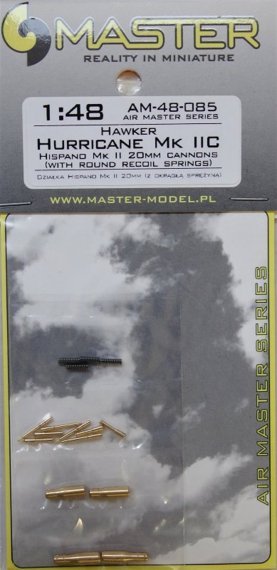 MASTER
REALITY IN MINIATURE
1:48
AM-48-085
AIR MASTER SERIES
HAWKER
HURRICANE MK IIC
HISPANO MK II 20MM CANNONS
(WITH ROUND RECOIL SPRINGS)
DZIAŁKA HISPANO MK II 20MM (Z OKRĄGŁĄ SPRĘŻYNĄ)
WWW.MASTER-MODEL.PL
AIR MASTER SERIES